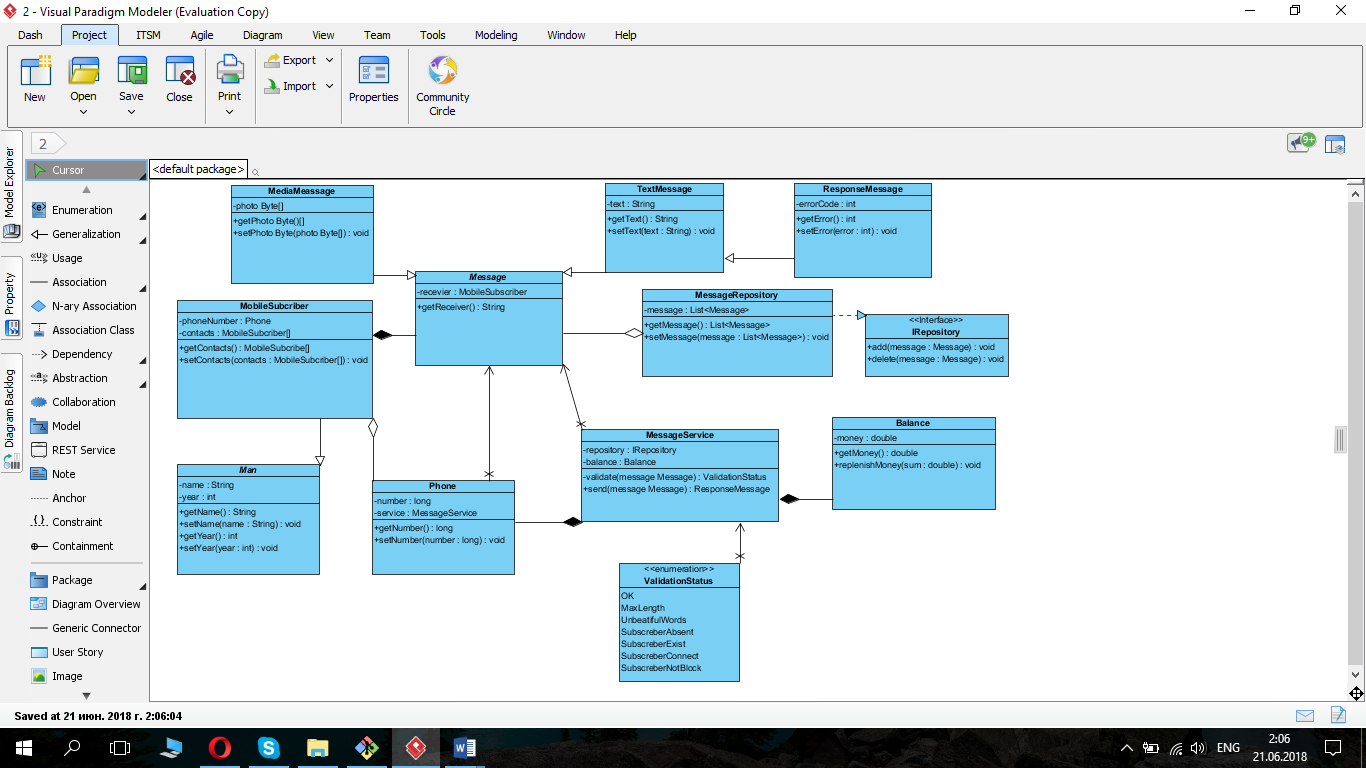 2 - Visual Paradigm Modeler (Evaluation Copy)
Dash Project ITSM Agile Diagram View Team Tools Modeling Window Help
New
Open
Save
Close
Print
Export
Import
Properties
Community
Circle
2
9+
Model Explorer
Property
Diagram Backlog
Cursor
Enumeration
Generalization
Usage
Association
N-ary Association
Association Class
Dependency
Abstraction
Collaboration
Model
REST Service
Note
Anchor
Constraint
Containment
Package
Diagram Overview
Generic Connector
User Story
Image
<default package>
MediaMeassage
-photo Byte[]
+getPhoto Byte()[]
+setPhoto Byte(photo Byte[]) : void
TextMessage
-text : String
+getText() : String
+setText(text : String) : void
ResponseMessage
-errorCode : int
+getError() : int
+setError(error : int) : void
Message
-recevier : MobileSubscriber
+getReceiver() : String
MobileSubcriber
-phoneNumber : Phone
-contacts : MobileSubcriber[]
+getContacts() : MobileSubcribe[]
+setContacts(contacts : MobileSubcriber[]) : void
MessageRepository
-message : List<Message>
+getMessage() : List<Message>
+setMessage(message : List<Message>) : void
<<Interface>>
IRepository
+add(message : Message) : void
+delete(message : Message) : void
Man
-name : String
-year : int
+getName() : String
+setName(name : String) : void
+getYear() : int
+setYear(year : int) : void
Phone
-number : long
-service : MessageService
+getNumber() : long
+setNumber(number : long) : void
MessageService
-repository : IRepository
-balance : Balance
-validate(message Message) : ValidationStatus
+send(message Message) : ResponseMessage
Balance
-money : double
+getMoney() : double
+replenishMoney(sum : double) : void
<<enumeration>>
ValidationStatus
OK
MaxLength
UnbeatifulWords
SubscreberAbsent
SubscreberExist
SubscreberConnect
SubscreberNotBlock
Saved at 21 июн. 2018 г. 2:06:04
ENG
2:06
21.06.2018